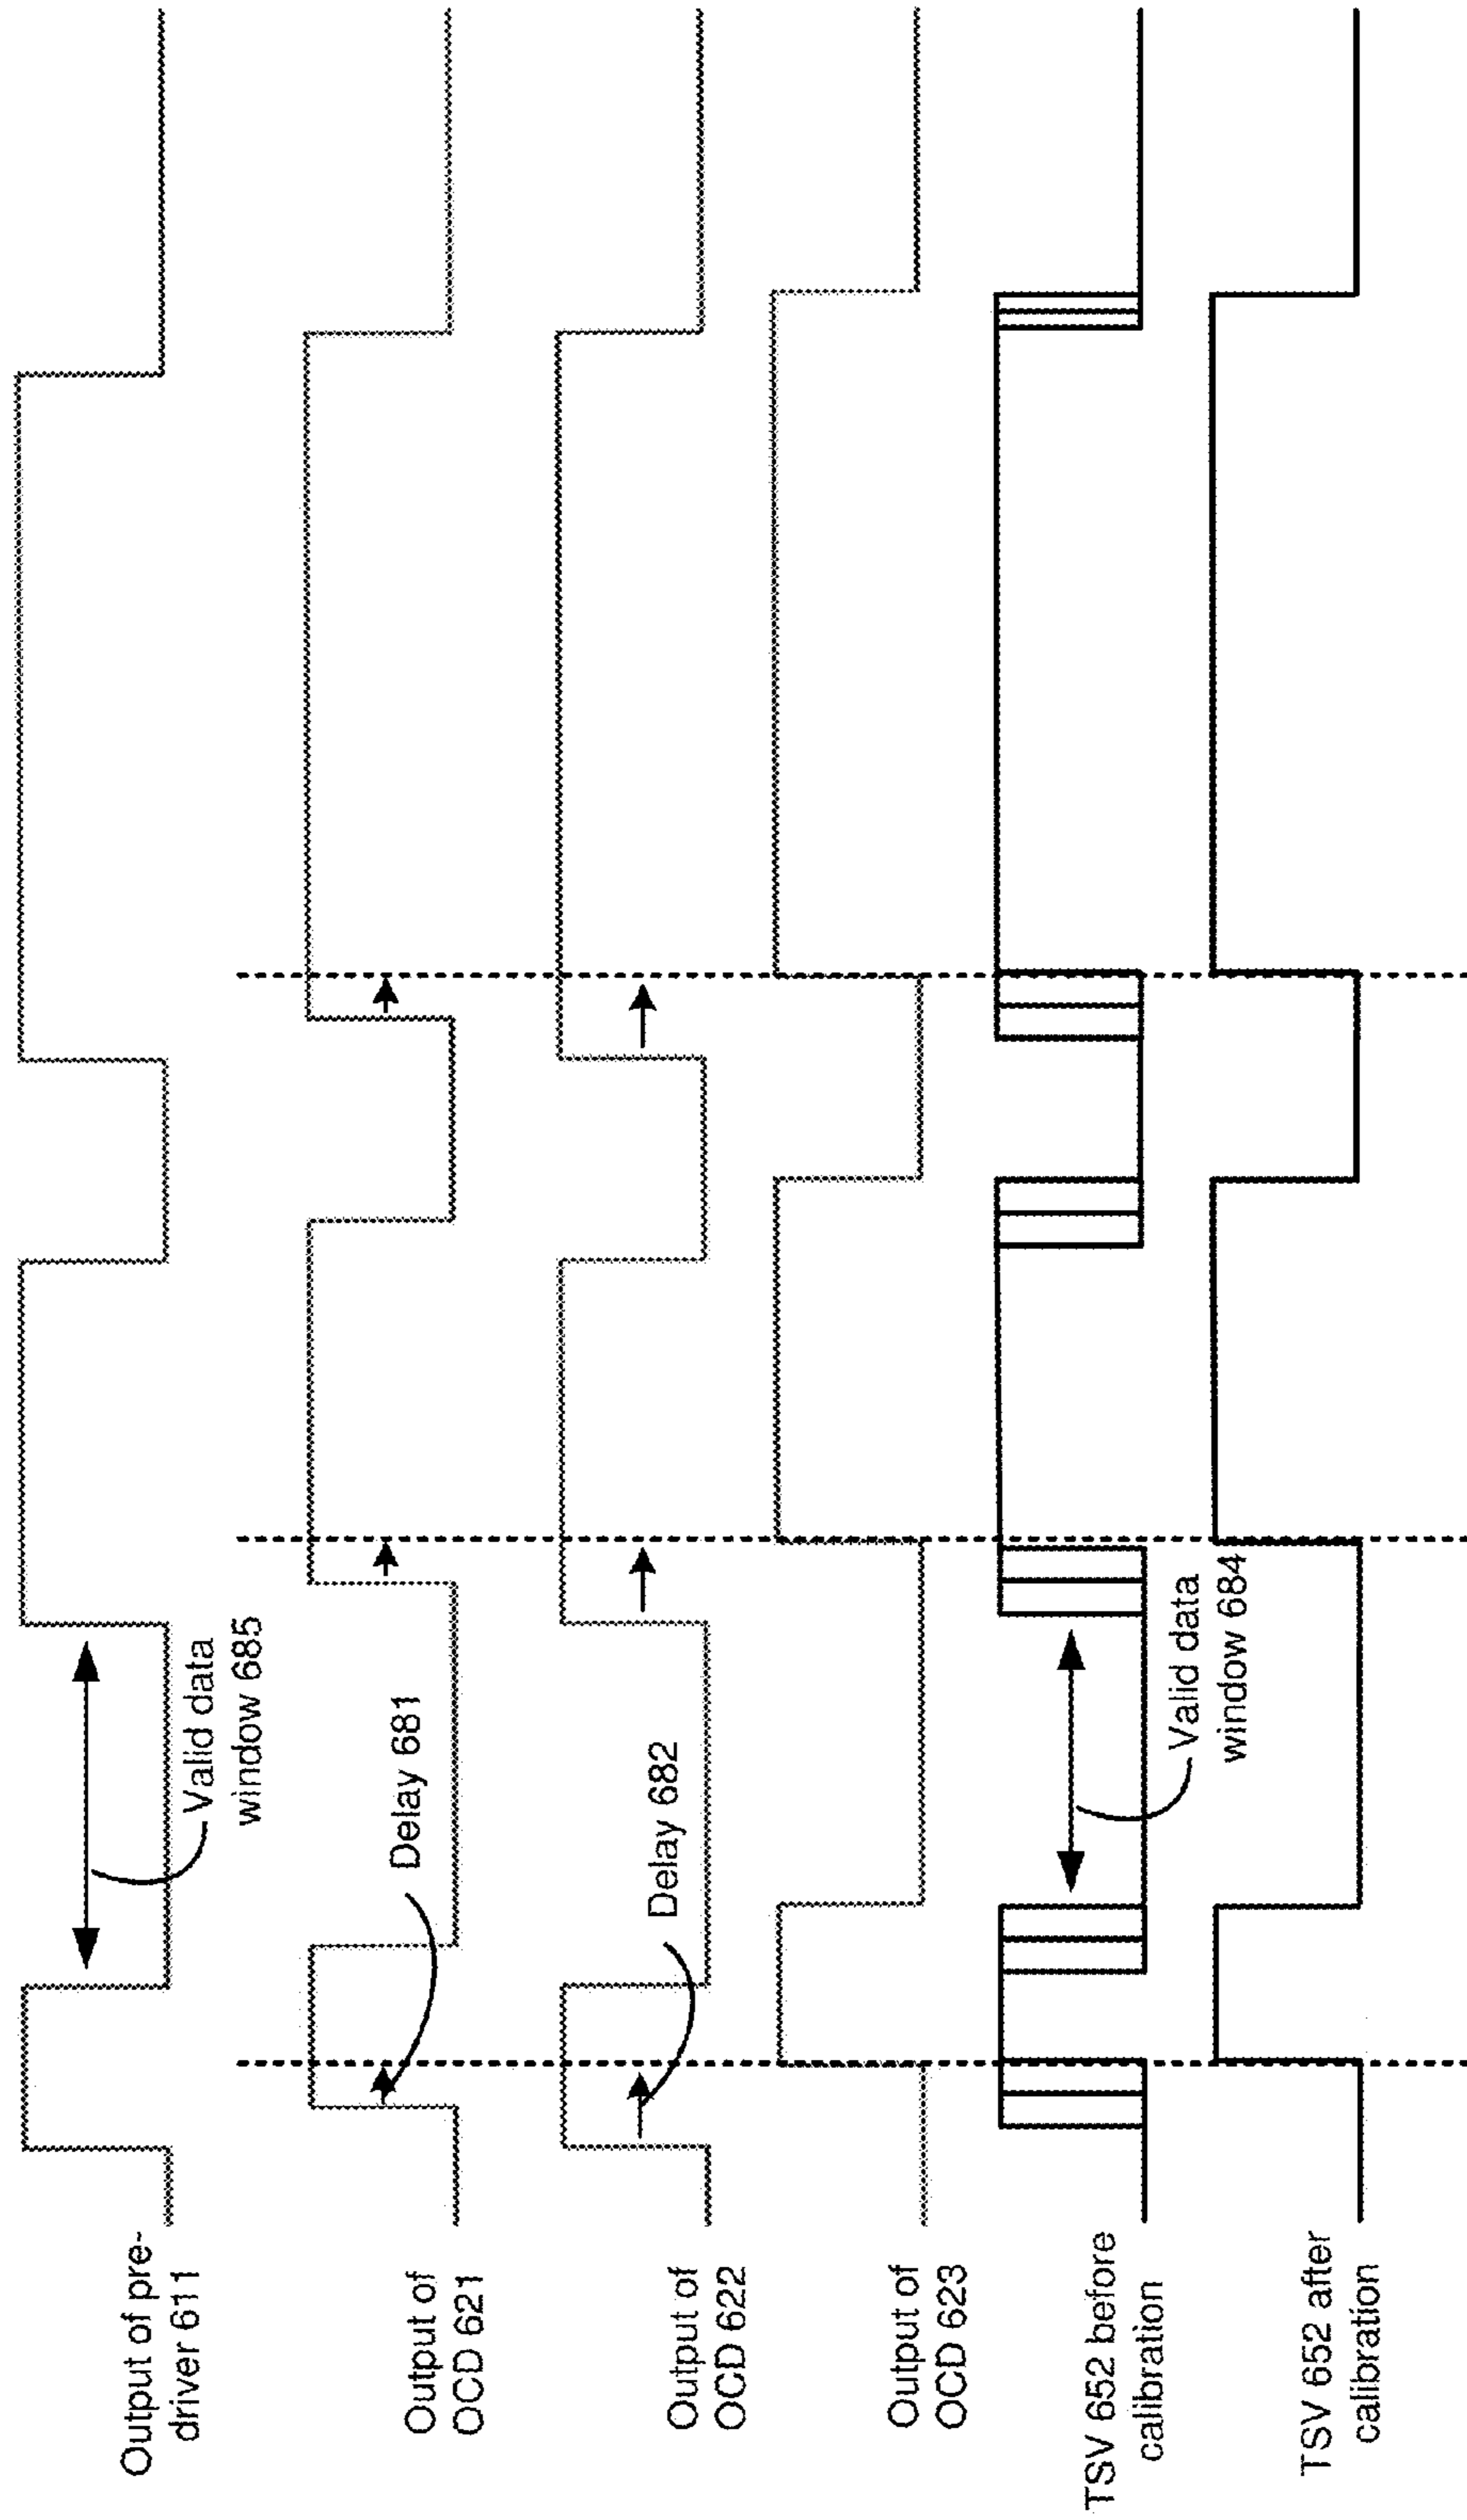 Output of pre-
driver 611
Valid data
window 685
Output of
OCD 621
Delay 681
Output of
OCD 622
Delay 682
Output of
OCD 623
TSV 652 before
calibration
Valid data
window 684
TSV 652 after
calibration